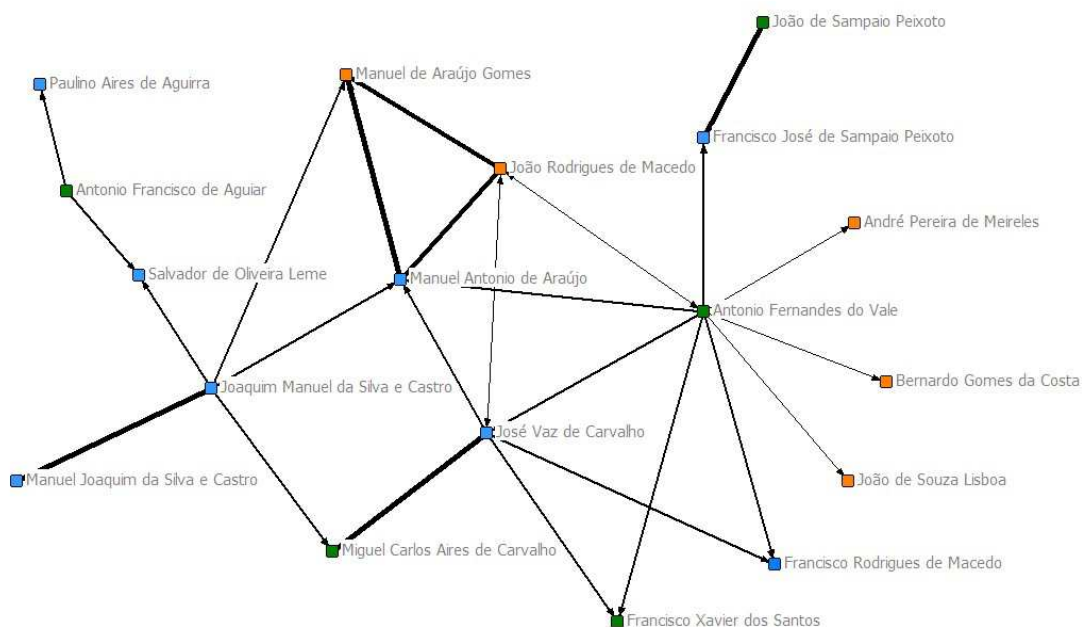 João de Sampaio Peixoto
Manuel de Araújo Gomes
Paulino Aires de Aguirra
Francisco José de Sampaio Peixoto
João Rodrigues de Macedo
Antonio Francisco de Aguiar
André Pereira de Meireles
Salvador de Oliveira Leme
Manuel Antonio de Araújo
Antonio Fernandes do Vale
Bernardo Gomes da Costa
Joaquim Manuel da Silva e Castro
José Vaz de Carvalho
Manuel Joaquim da Silva e Castro
João de Souza Lisboa
Miguel Carlos Aires de Carvalho
Francisco Rodrigues de Macedo
Francisco Xavier dos Santos